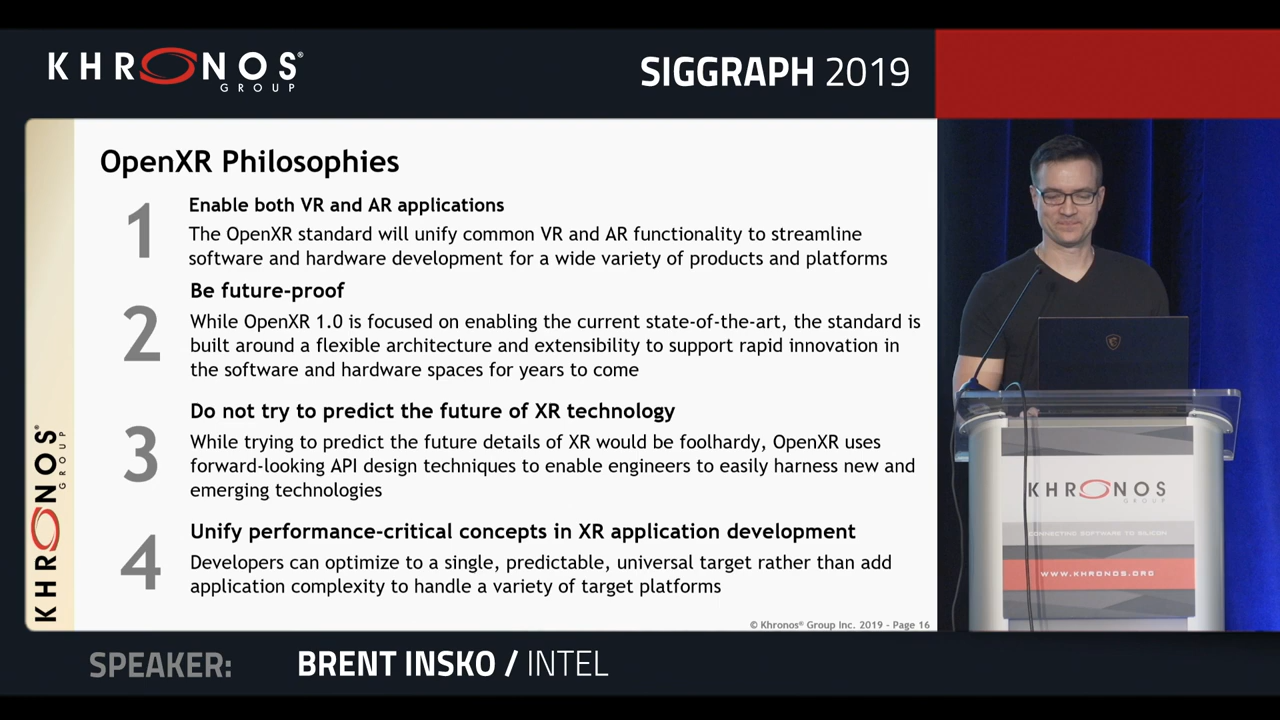 KHRONOS®
GROUP
SIGGRAPH 2019
OpenXR Philosophies
1
Enable both VR and AR applications
The OpenXR standard will unify common VR and AR functionality to streamline
software and hardware development for a wide variety of products and platforms
2
Be future-proof
While OpenXR 1.0 is focused on enabling the current state-of-the-art, the standard is
built around a flexible architecture and extensibility to support rapid innovation in
the software and hardware spaces for years to come
3
Do not try to predict the future of XR technology
While trying to predict the future details of XR would be foolhardy, OpenXR uses
forward-looking API design techniques to enable engineers to easily harness new and
emerging technologies
4
Unify performance-critical concepts in XR application development
Developers can optimize to a single, predictable, universal target rather than add
application complexity to handle a variety of target platforms
© Khronos® Group Inc. 2019 - Page 16
KHRONOS®
GROUP
KHRONOS
GROUP
CONNECTING SOFTWARE TO SILICON
WWW.KHRONOS.ORG
SPEAKER: BRENT INSKO / INTEL